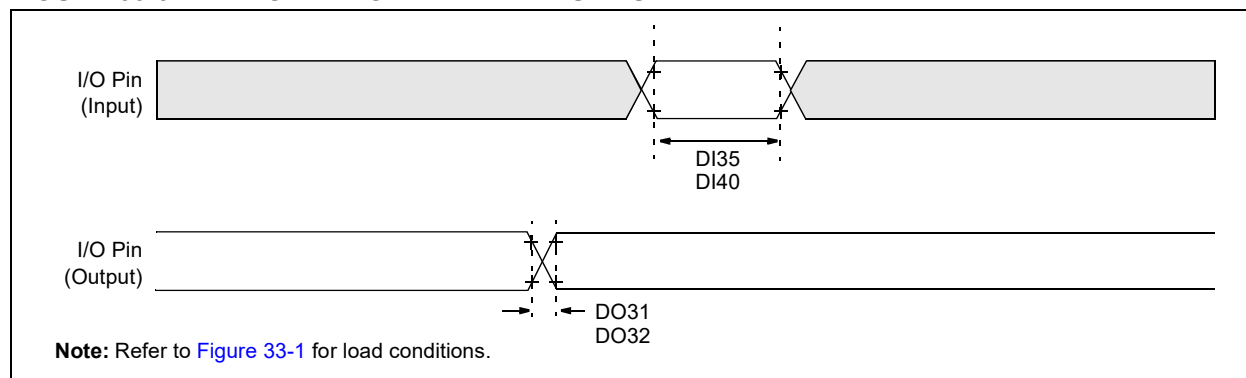 I/O Pin
(Input)
DI35
DI40
I/O Pin
(Output)
DO31
DO32
Note: Refer to Figure 33-1 for load conditions.